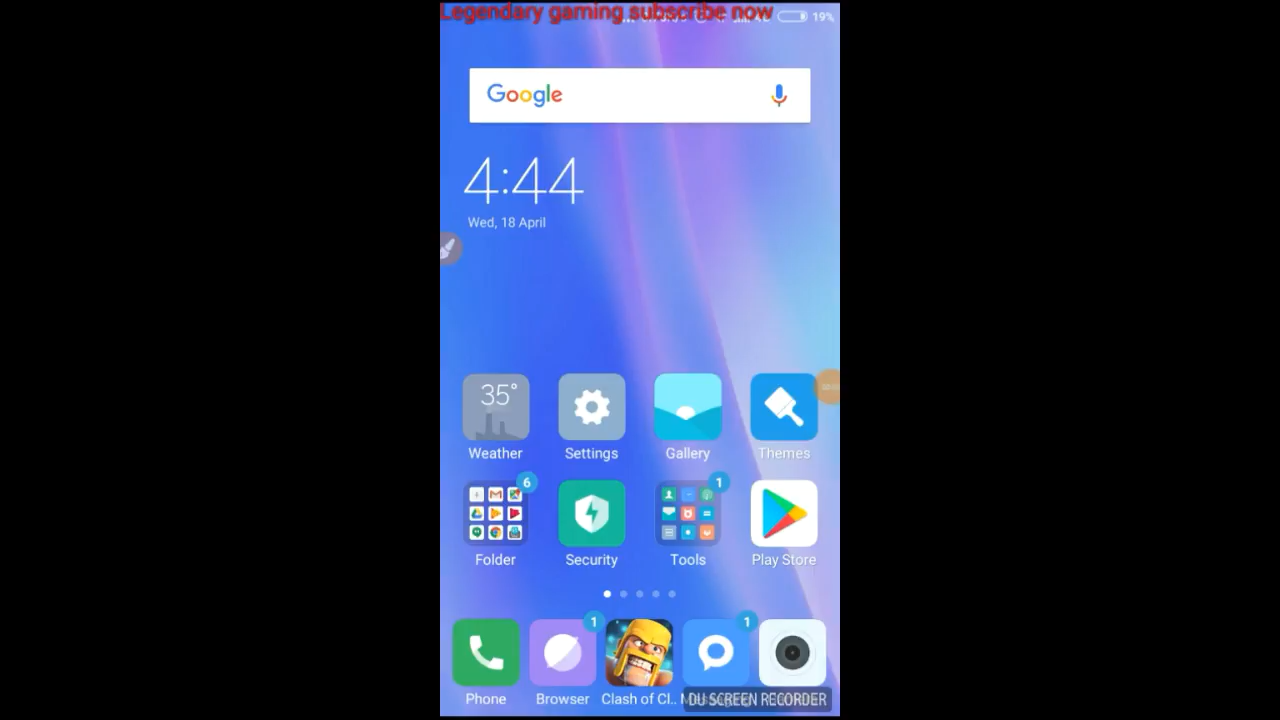 Legendary gaming subscribe now
19%
Google
4:44
Wed, 18 April
35°
Weather
Settings
Gallery
Themes
6
1
Folder
Security
Tools
Play Store
1
1
Phone
Browser
Clash of Cl..
DU SCREEN RECORDER